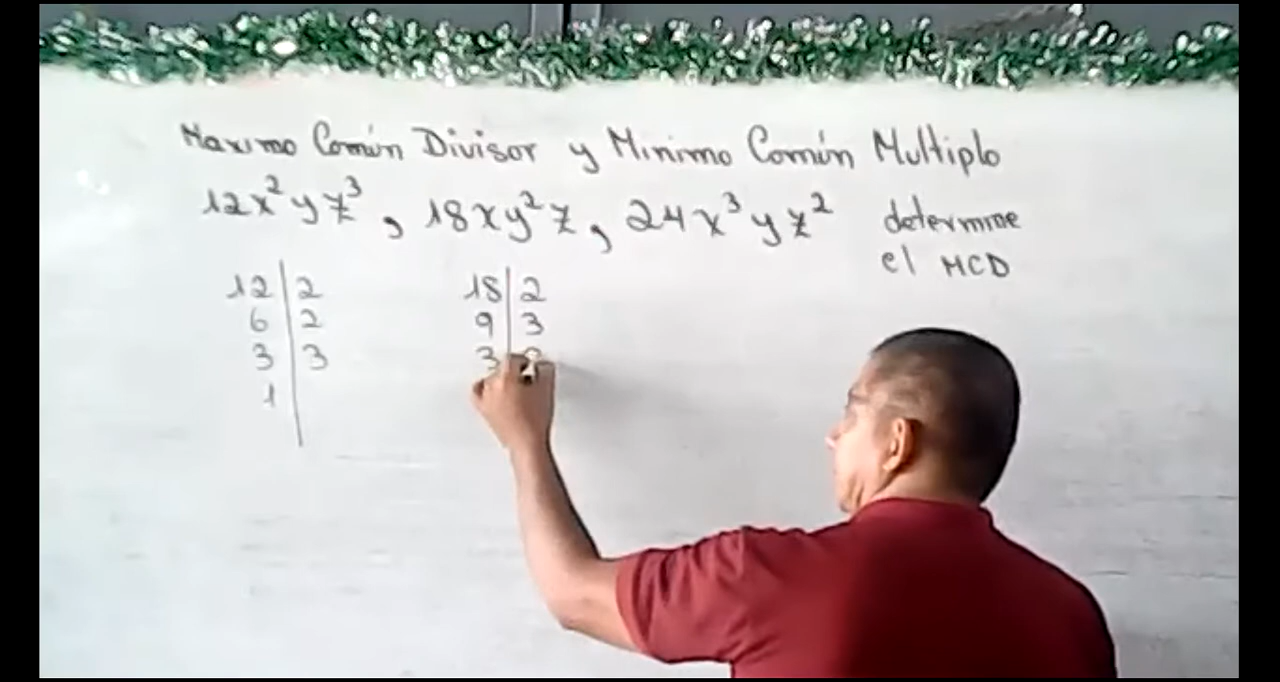 Maximo Común Divisor y Minimo Común Multiplo
12x²yz³, 18xy²z, 24x³yz² determine
el MCD
12 | 2 18 | 2
6 | 2 9 | 3
3 | 3 3
1